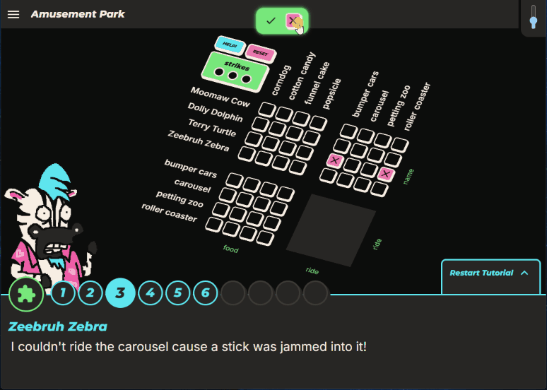 Amusement Park
HELP!
RESET
strikes
corndog
cotton candy
funnel cake
popsicle
bumper cars
carousel
petting zoo
roller coaster
Moomaw Cow
Dolly Dolphin
Terry Turtle
Zeebruh Zebra
name
bumper cars
carousel
petting zoo
roller coaster
food
ride
ride
Restart Tutorial
1 2 3 4 5 6
Zeebruh Zebra
I couldn't ride the carousel cause a stick was jammed into it!